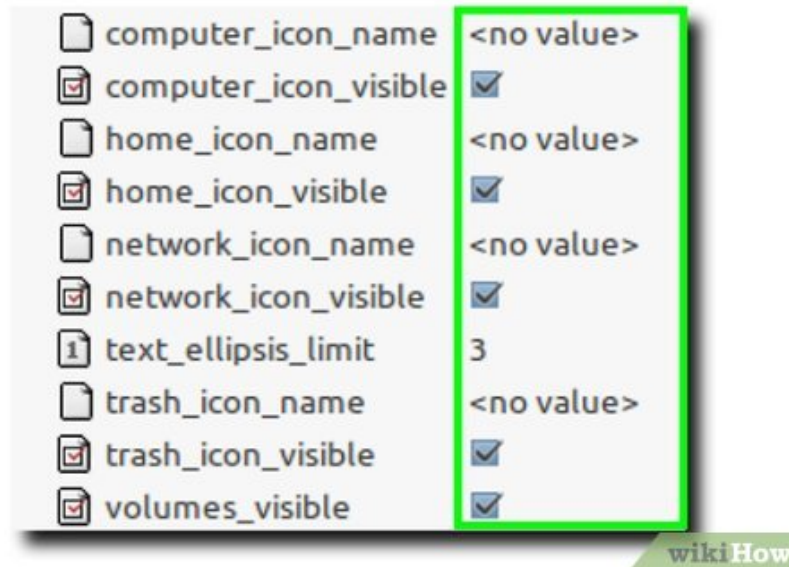 computer_icon_name <no value>
computer_icon_visible
home_icon_name <no value>
home_icon_visible
network_icon_name <no value>
network_icon_visible
1 text_ellipsis_limit 3
trash_icon_name <no value>
trash_icon_visible
volumes_visible
wikiHow